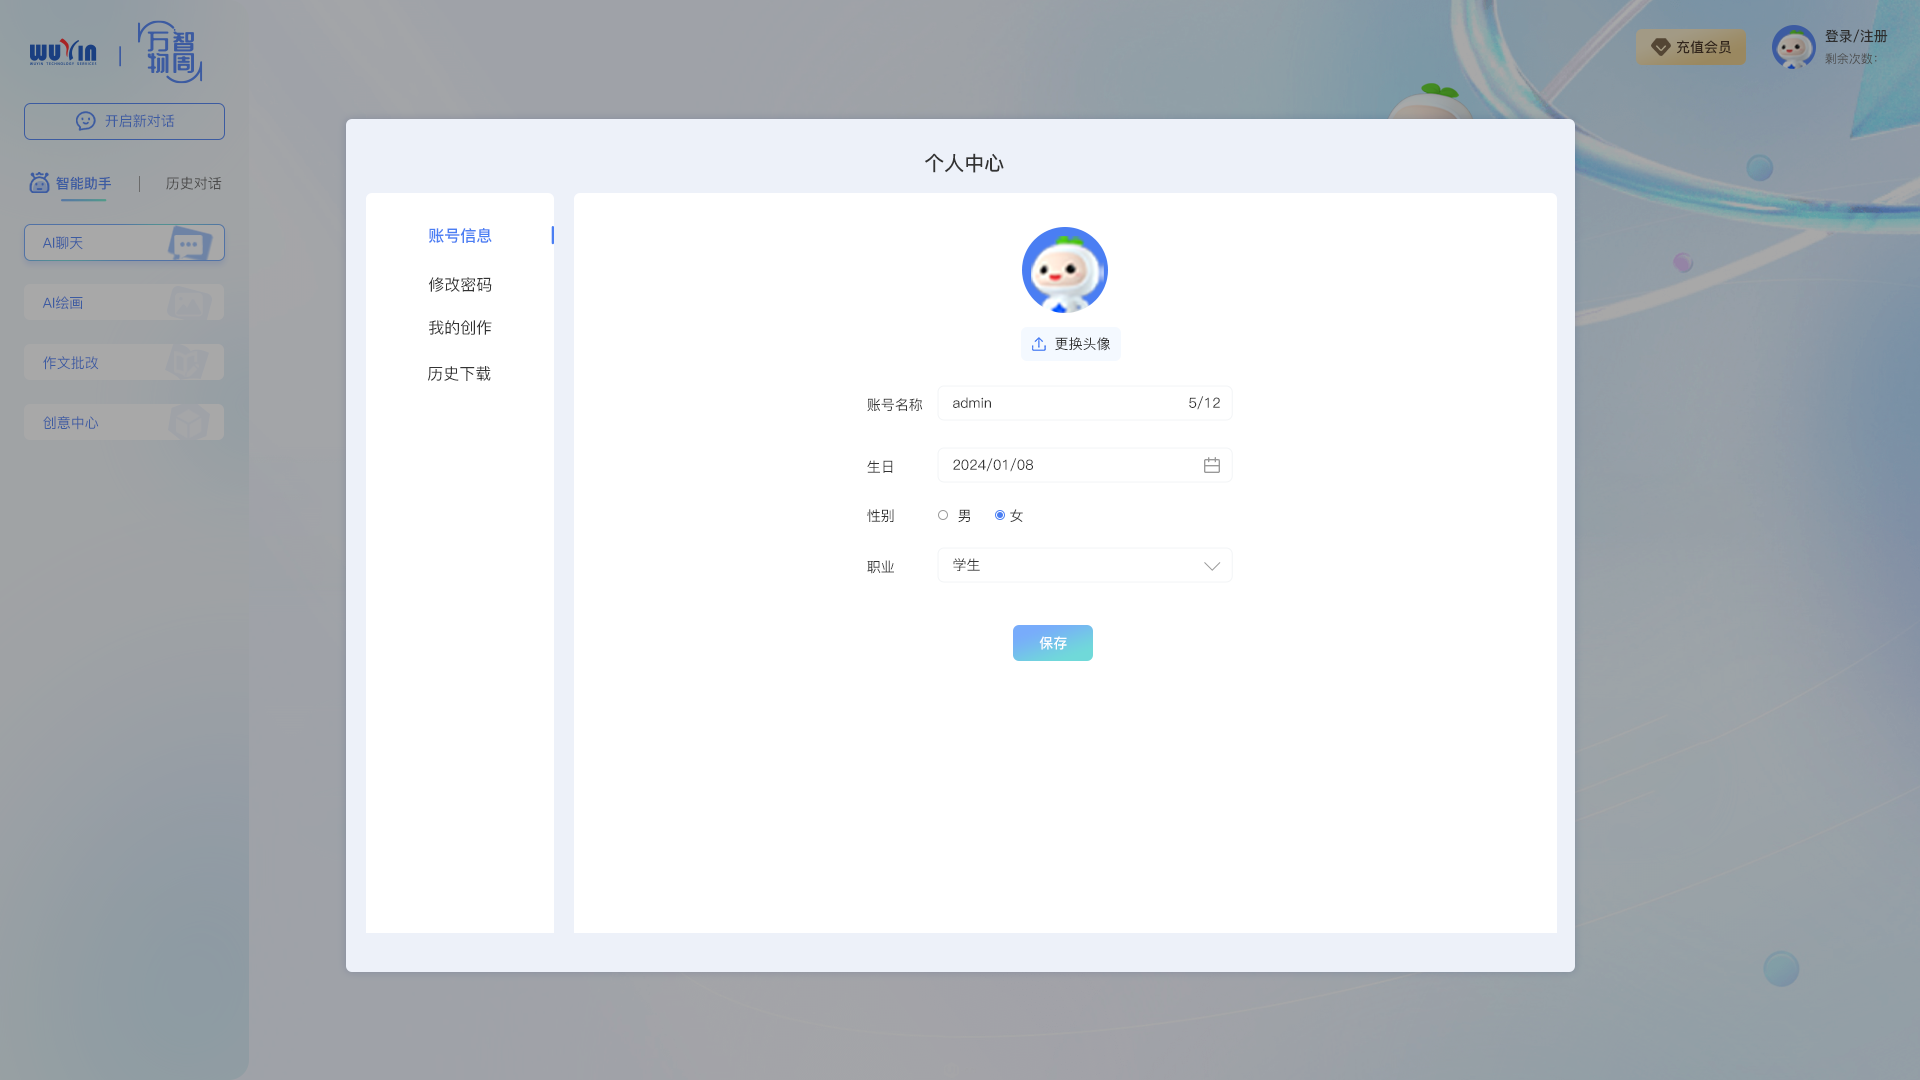 WUYIN
WUYIN TECHNOLOGY SERVICES
万物智周
充值会员
登录/注册
剩余次数:
开启新对话
智能助手
历史对话
AI聊天
AI绘画
作文批改
创意中心
个人中心
账号信息
修改密码
我的创作
历史下载
更换头像
账号名称 admin 5/12
生日 2024/01/08
性别 男 女
职业 学生
保存